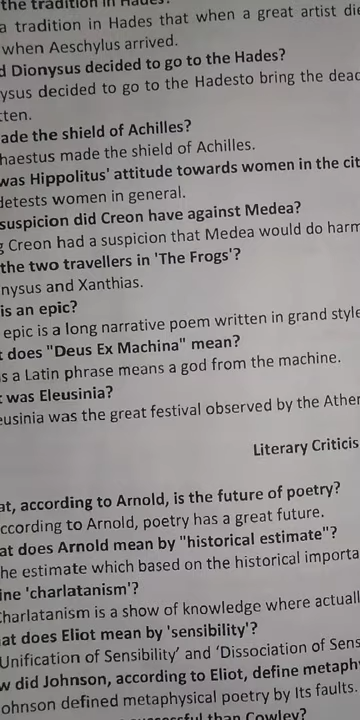 the tradition in Hades?
a tradition in Hades that when a great artist die
when Aeschylus arrived.
d Dionysus decided to go to the Hades?
ysus decided to go to the Hadesto bring the dead
tten.
ade the shield of Achilles?
haestus made the shield of Achilles.
was Hippolitus' attitude towards women in the cit
detests women in general.
suspicion did Creon have against Medea?
g Creon had a suspicion that Medea would do harm
the two travellers in 'The Frogs'?
nysus and Xanthias.
is an epic?
epic is a long narrative poem written in grand style
t does "Deus Ex Machina" mean?
s a Latin phrase means a god from the machine.
t was Eleusinia?
eusinia was the great festival observed by the Athen
Literary Criticis
at, according to Arnold, is the future of poetry?
ccording to Arnold, poetry has a great future.
at does Arnold mean by "historical estimate"?
he estimate which based on the historical importa
ine 'charlatanism'?
Charlatanism is a show of knowledge where actuall
at does Eliot mean by 'sensibility'?
Unification of Sensibility' and 'Dissociation of Sens
w did Johnson, according to Eliot, define metaph
ohnson defined metaphysical poetry by Its faults.
successful than Cowley?